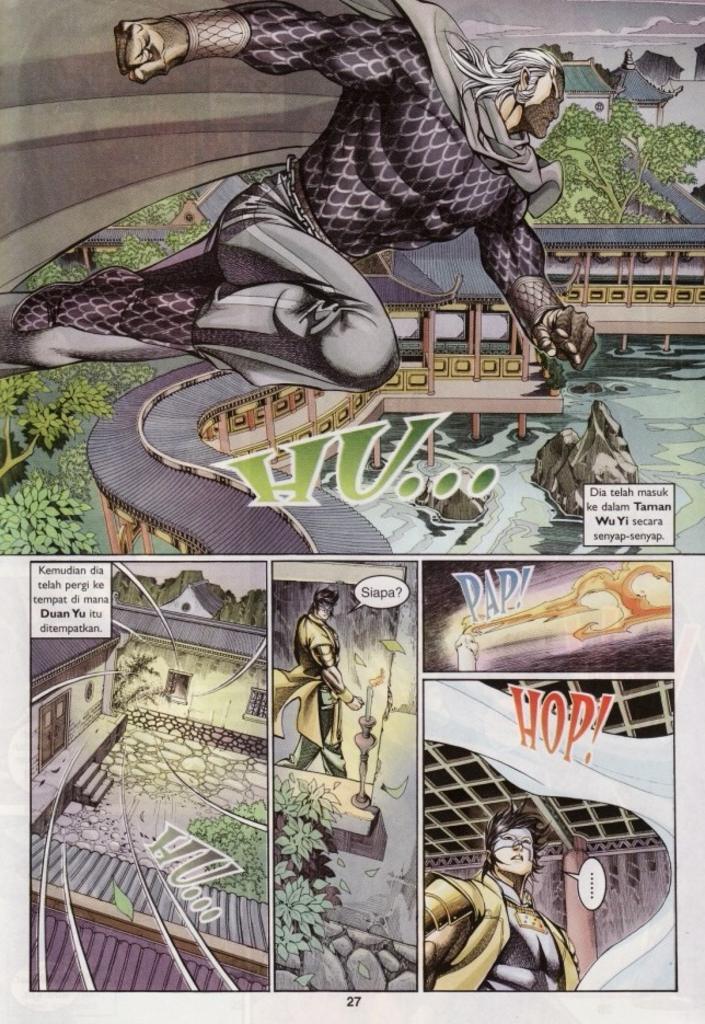 HU...
Dia telah masuk
ke dalam Taman
Wu Yi secara
senyap-senyap.
Kemudian dia
telah pergi ke
tempat di mana
Duan Yu itu
ditempatkan.
HU...
Siapa?
PAP!
HOP!
......
27